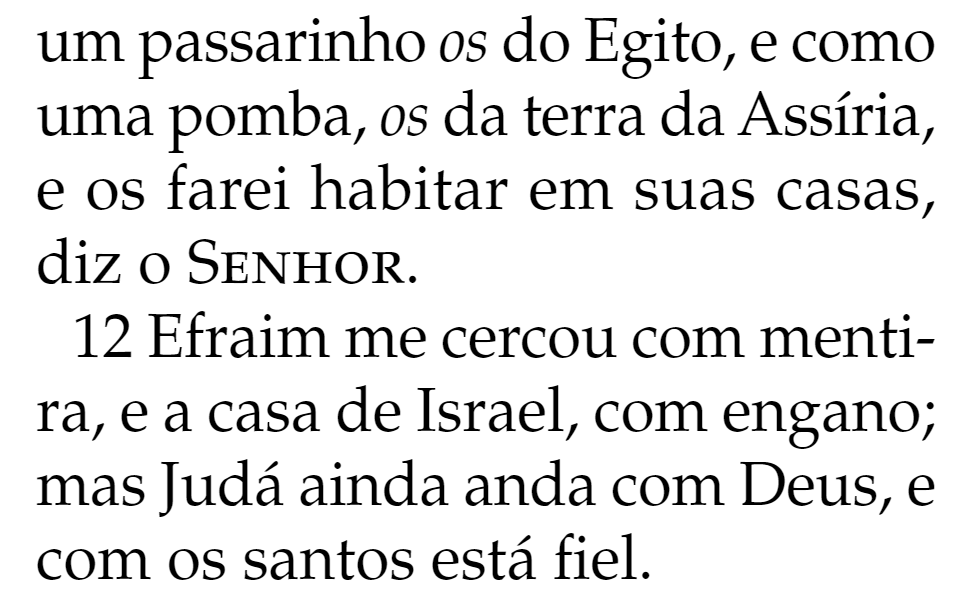 um passarinho os do Egito, e como
uma pomba, os da terra da Assíria,
e os farei habitar em suas casas,
diz o SENHOR.
12 Efraim me cercou com menti-
ra, e a casa de Israel, com engano;
mas Judá ainda anda com Deus, e
com os santos está fiel.